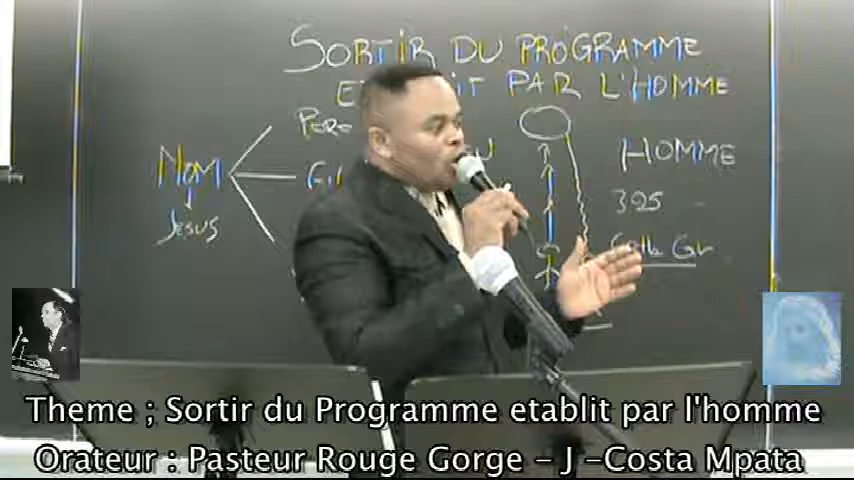 SORTIR DU PROGRAMME
PAR L'HOMME
NOM
HOMME
Jesus
325
Theme ; Sortir du Programme etablit par l'homme
Orateur : Pasteur Rouge Gorge - J -Costa Mpata